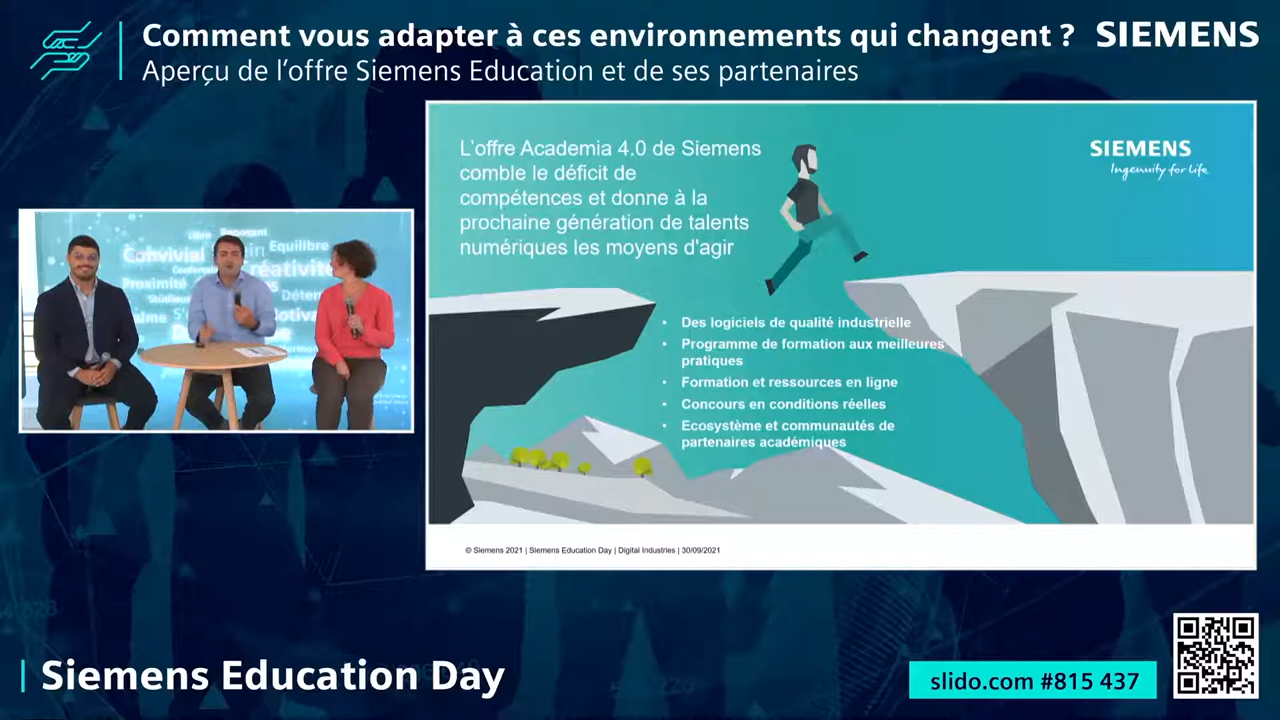 Comment vous adapter à ces environnements qui changent ?
SIEMENS
Aperçu de l'offre Siemens Education et de ses partenaires
L'offre Academia 4.0 de Siemens
comble le déficit de
compétences et donne à la
prochaine génération de talents
numériques les moyens d'agir
SIEMENS
Ingenuity for life
• Des logiciels de qualité industrielle
• Programme de formation aux meilleures
pratiques
• Formation et ressources en ligne
• Concours en conditions réelles
• Ecosystème et communautés de
partenaires académiques
© Siemens 2021 | Siemens Education Day | Digital Industries | 30/09/2021
Convivial
Equilibre
Proximité
Studieux
Siemens Education Day
slido.com #815 437